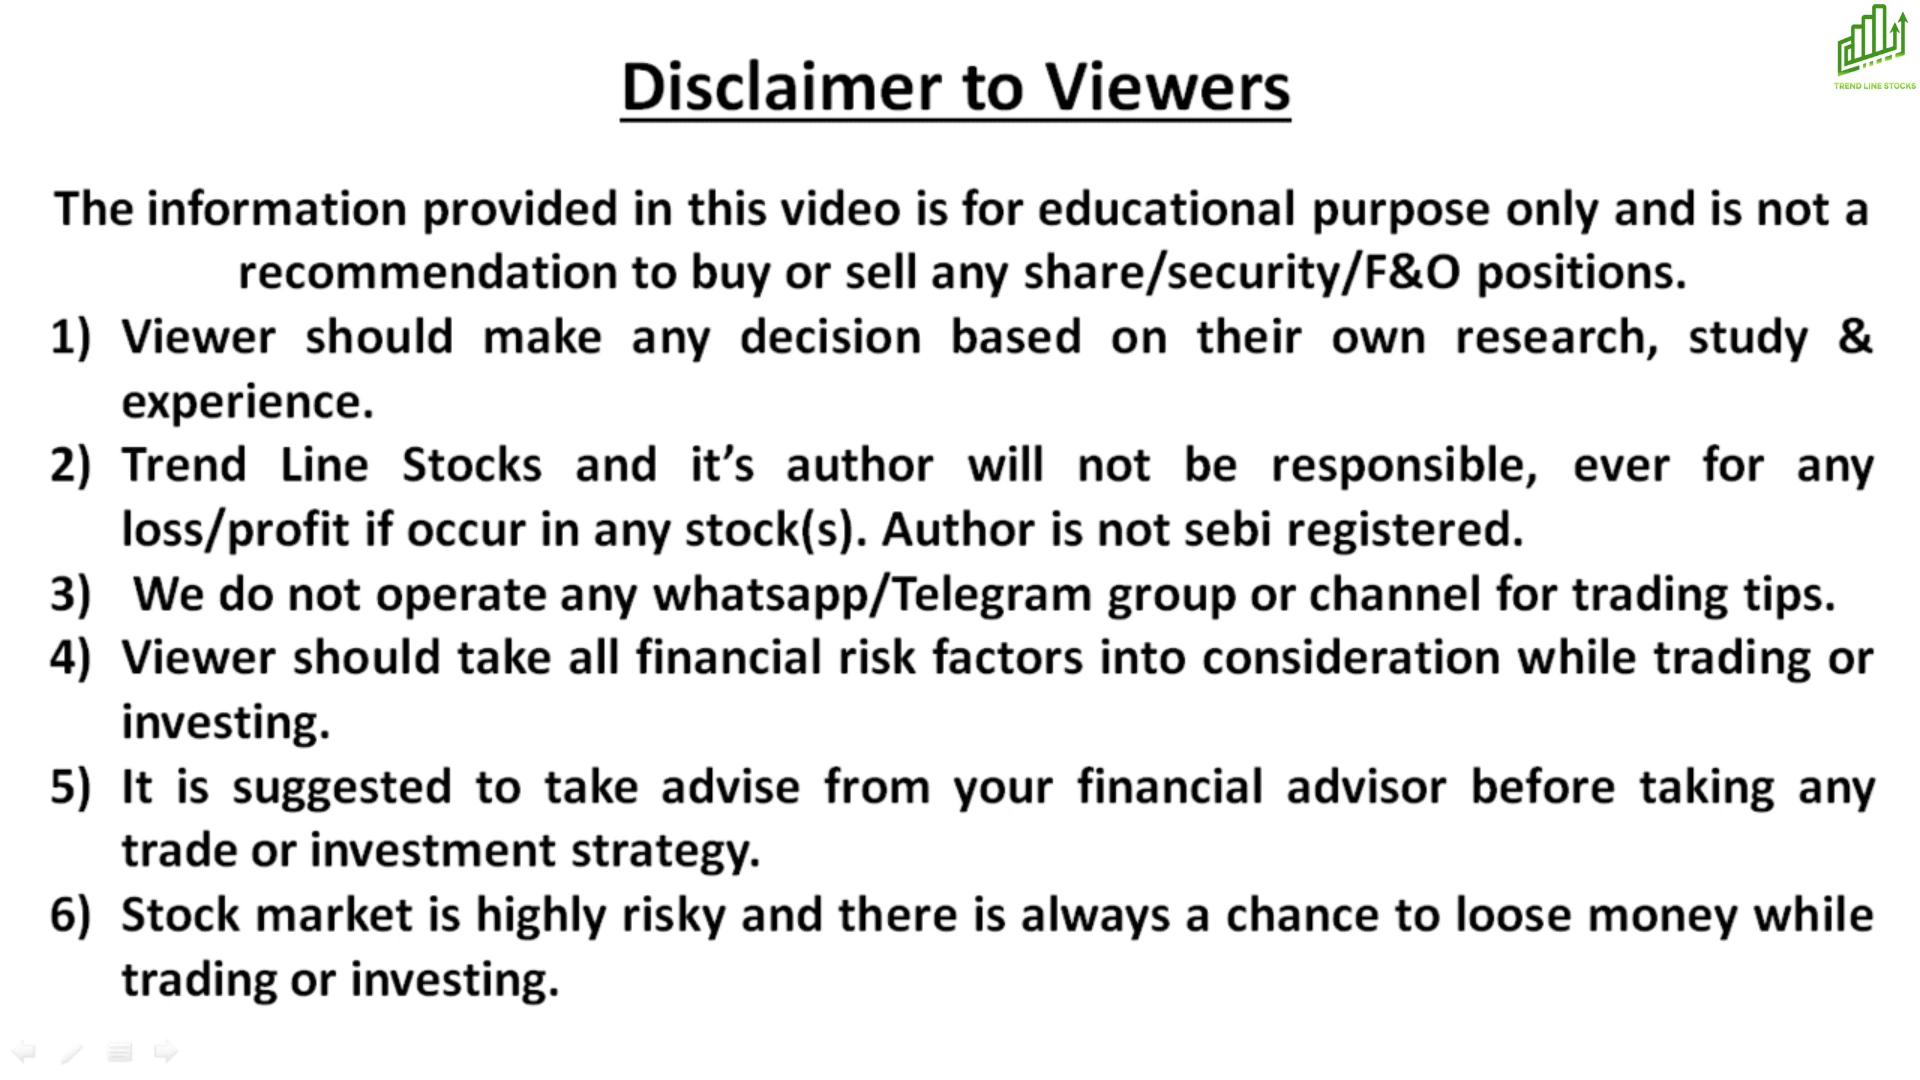 TREND LINE STOCKS
Disclaimer to Viewers
The information provided in this video is for educational purpose only and is not a
recommendation to buy or sell any share/security/F&O positions.
1) Viewer should make any decision based on their own research, study &
experience.
2) Trend Line Stocks and it’s author will not be responsible, ever for any
loss/profit if occur in any stock(s). Author is not sebi registered.
3) We do not operate any whatsapp/Telegram group or channel for trading tips.
4) Viewer should take all financial risk factors into consideration while trading or
investing.
5) It is suggested to take advise from your financial advisor before taking any
trade or investment strategy.
6) Stock market is highly risky and there is always a chance to loose money while
trading or investing.